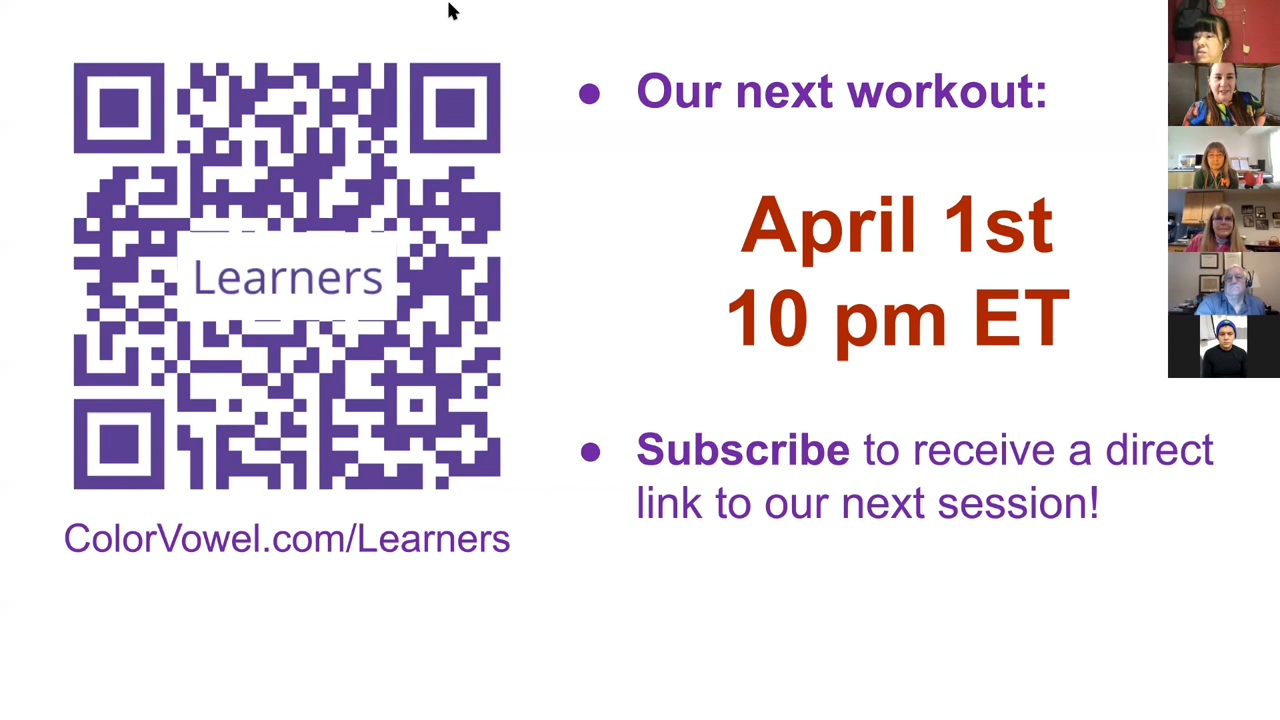 Learners
ColorVowel.com/Learners
● Our next workout:
April 1st
10 pm ET
● Subscribe to receive a direct
link to our next session!